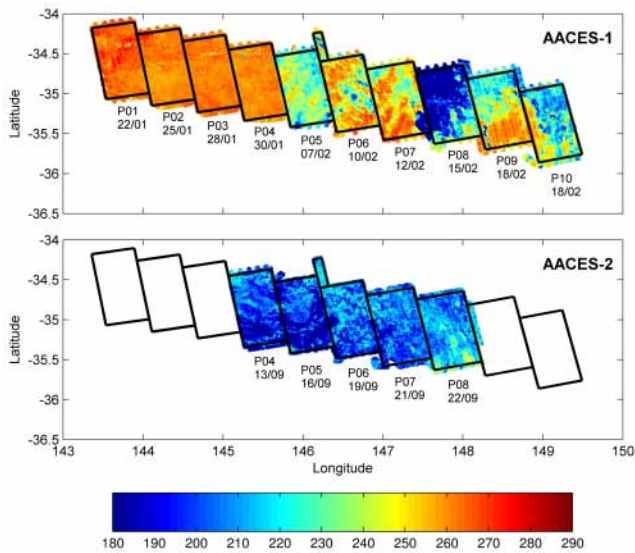 AACES-1
-34
-34.5
-35
-35.5
-36
-36.5
Latitude
P01
22/01
P02
25/01
P03
28/01
P04
30/01
P05
07/02
P06
10/02
P07
12/02
P08
15/02
P09
18/02
P10
18/02
AACES-2
-34
-34.5
-35
-35.5
-36
-36.5
Latitude
P04
13/09
P05
16/09
P06
19/09
P07
21/09
P08
22/09
143 144 145 146 147 148 149 150
Longitude
180 190 200 210 220 230 240 250 260 270 280 290